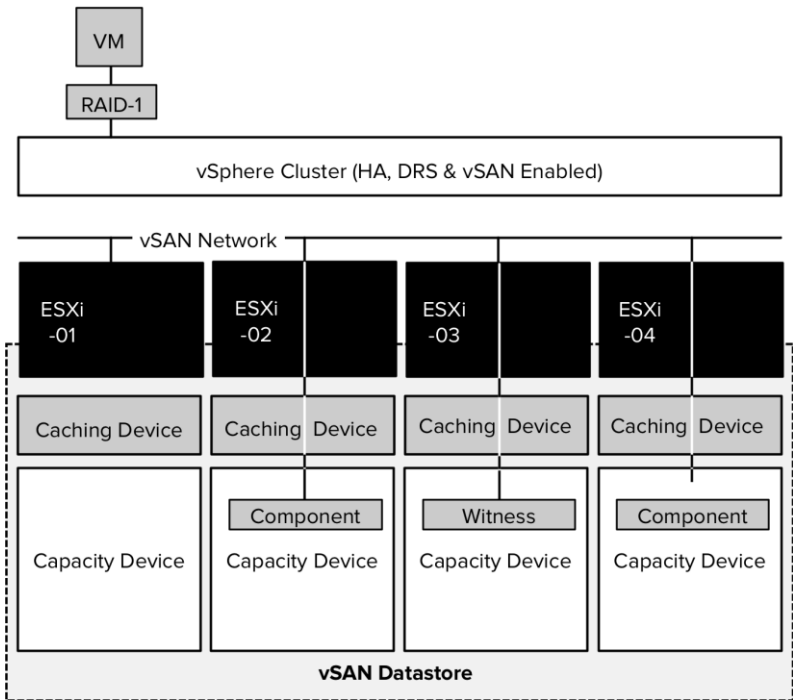 VM
RAID-1
vSphere Cluster (HA, DRS & vSAN Enabled)
vSAN Network
ESXi
-01
ESXi
-02
ESXi
-03
ESXi
-04
Caching Device
Caching Device
Caching Device
Caching Device
Component
Witness
Component
Capacity Device
Capacity Device
Capacity Device
Capacity Device
vSAN Datastore